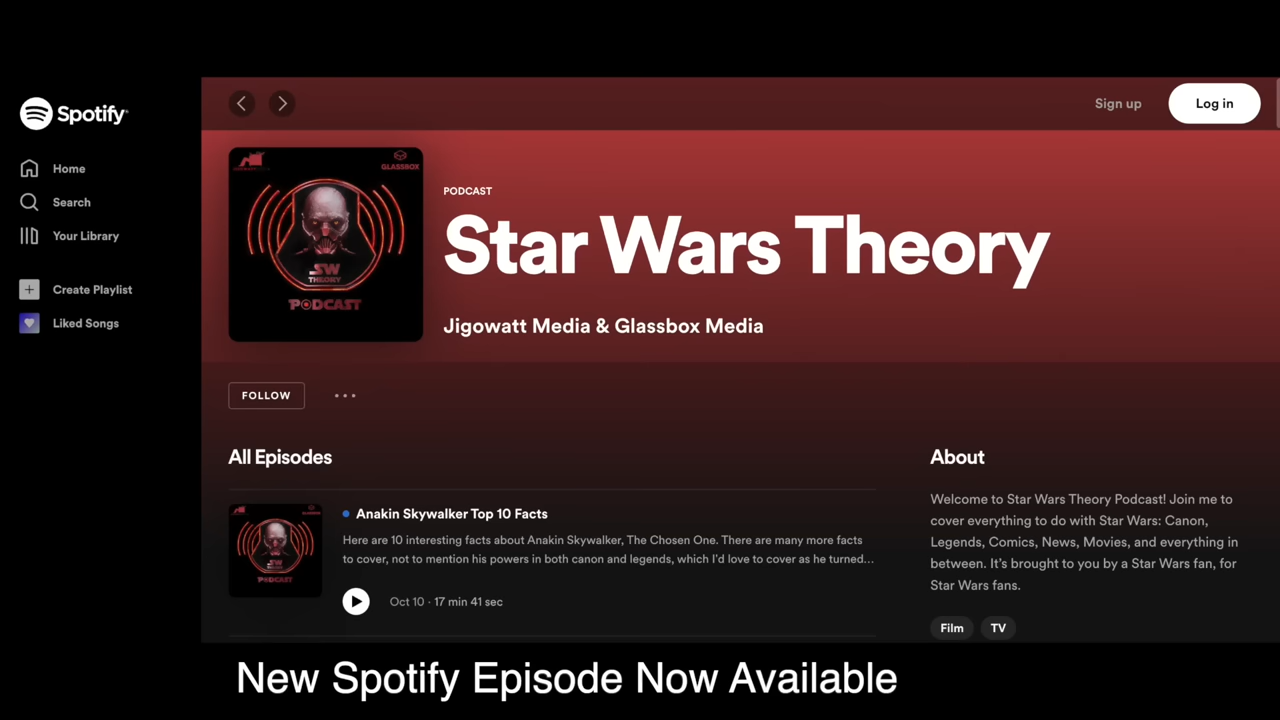 Spotify
Home
Search
Your Library
Create Playlist
Liked Songs
Sign up
Log in
GLASSBOX
SW
THEORY
PODCAST
PODCAST
Star Wars Theory
Jigowatt Media & Glassbox Media
FOLLOW
All Episodes
SW
THEORY
PODCAST
Anakin Skywalker Top 10 Facts
Here are 10 interesting facts about Anakin Skywalker, The Chosen One. There are many more facts
to cover, not to mention his powers in both canon and legends, which I'd love to cover as he turned...
Oct 10 · 17 min 41 sec
About
Welcome to Star Wars Theory Podcast! Join me to
cover everything to do with Star Wars: Canon,
Legends, Comics, News, Movies, and everything in
between. It's brought to you by a Star Wars fan, for
Star Wars fans.
Film
TV
New Spotify Episode Now Available